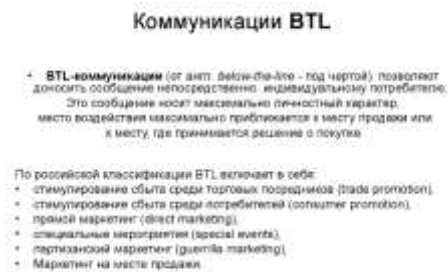 Коммуникации BTL
• BTL-коммуникации (от англ. below-the-line - под чертой) позволяют
доносить сообщение непосредственно индивидуальному потребителю.
Это сообщение носит максимально личностный характер,
место воздействия максимально приближается к месту продажи или
к месту, где принимается решение о покупке
По российской классификации BTL включает в себя:
• стимулирование сбыта среди торговых посредников (trade promotion),
• стимулирование сбыта среди потребителей (consumer promotion),
• прямой маркетинг (direct marketing),
• специальные мероприятия (special events),
• партизанский маркетинг (guerrilla marketing),
• Маркетинг на месте продажи